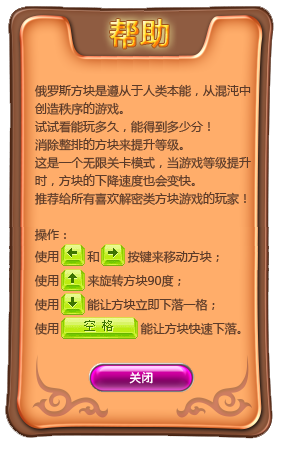 帮助
俄罗斯方块是遵从于人类本能，从混沌中
创造秩序的游戏。
试试看能玩多久，能得到多少分！
消除整排的方块来提升等级。
这是一个无限关卡模式，当游戏等级提升
时，方块的下降速度也会变快。
推荐给所有喜欢解密类方块游戏的玩家！
操作：
使用 ← 和 → 按键来移动方块；
使用 ↑ 来旋转方块90度；
使用 ↓ 能让方块立即下落一格；
使用 空 格 能让方块快速下落。
关闭